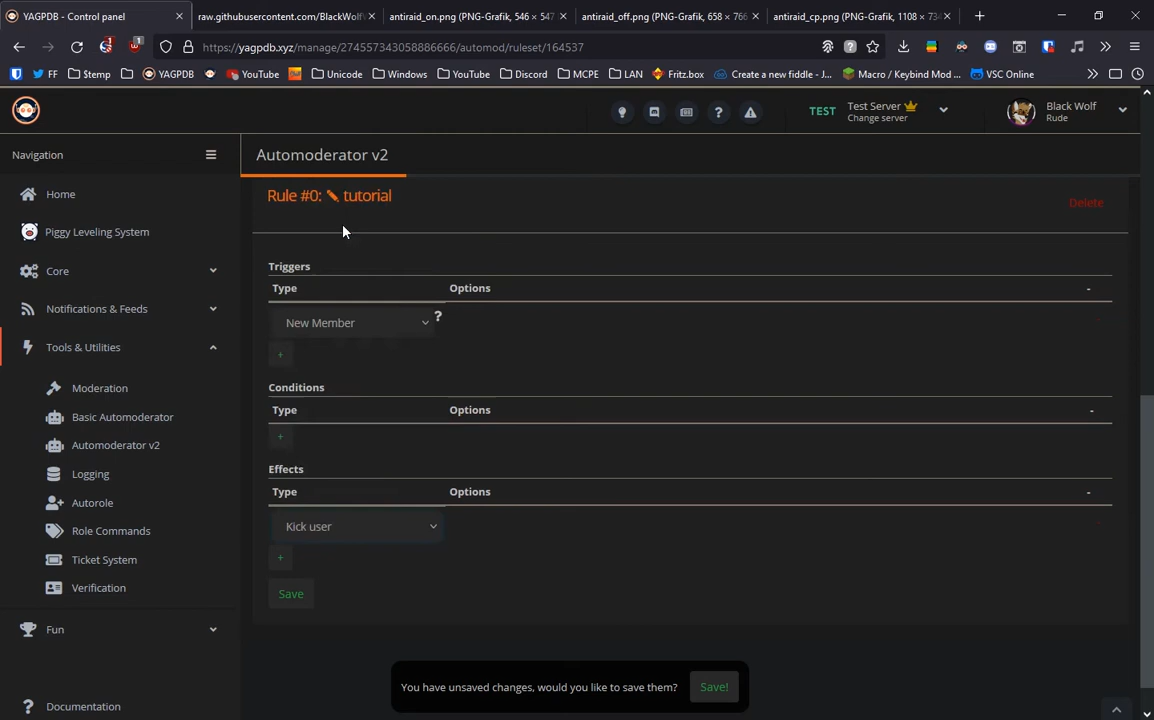 YAGPDB - Control panel
raw.githubusercontent.com/BlackWolf
antiraid_on.png (PNG-Grafik, 546 × 547
antiraid_off.png (PNG-Grafik, 658 × 766
antiraid_cp.png (PNG-Grafik, 1108 × 734
https://yagpdb.xyz/manage/274557343058886666/automod/ruleset/164537
FF
$temp
YAGPDB
YouTube
Unicode
Windows
YouTube
Discord
MCPE
LAN
Fritz.box
Create a new fiddle - J...
Macro / Keybind Mod ...
VSC Online
TEST
Test Server
Change server
Black Wolf
Rude
Navigation
Automoderator v2
Home
Piggy Leveling System
Core
Notifications & Feeds
Tools & Utilities
Moderation
Basic Automoderator
Automoderator v2
Logging
Autorole
Role Commands
Ticket System
Verification
Fun
Documentation
Rule #0: tutorial
Delete
Triggers
Type Options -
New Member ?
+
Conditions
Type Options -
+
Effects
Type Options -
Kick user
+
Save
You have unsaved changes, would you like to save them? Save!